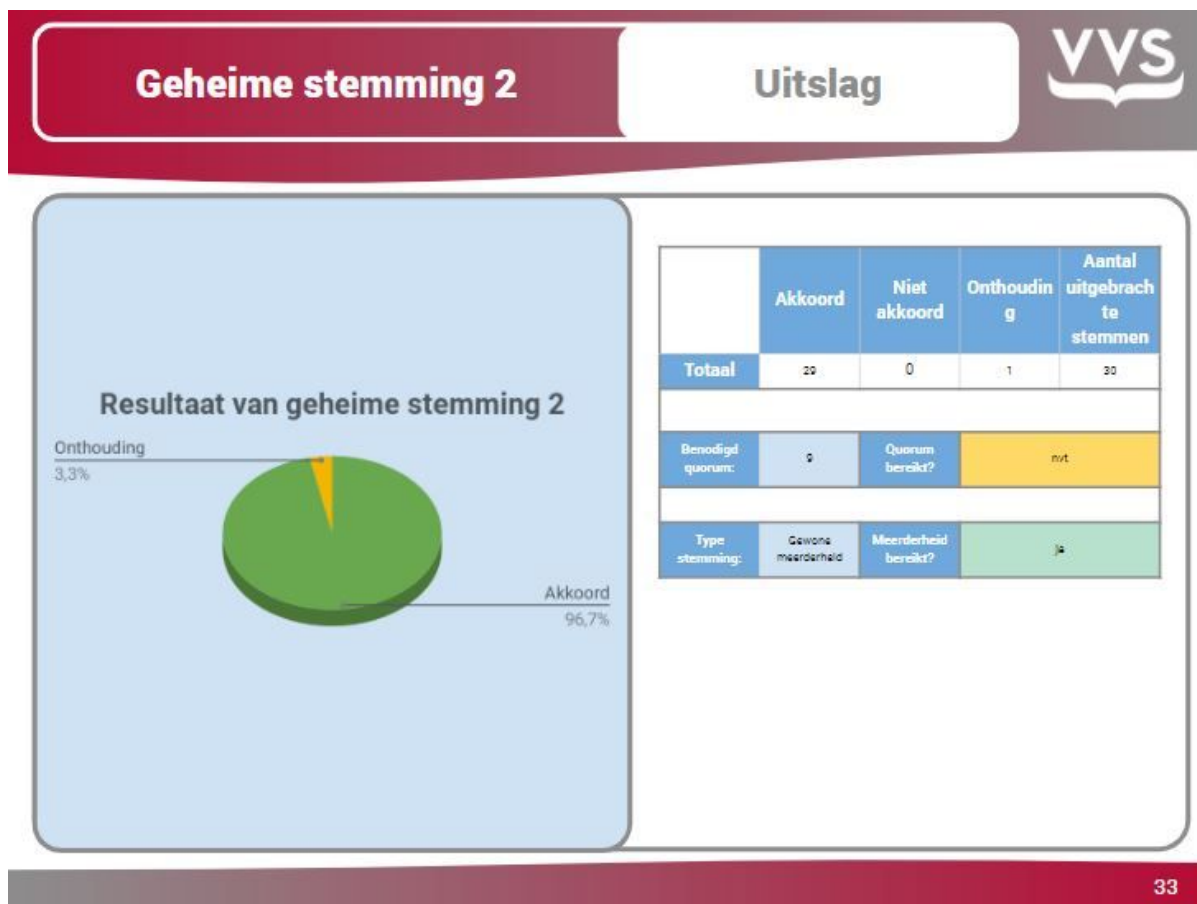 Geheime stemming 2
Uitslag
VVS
Resultaat van geheime stemming 2
Onthouding
3,3%
Akkoord
96,7%
Akkoord
Niet
akkoord
Onthoudin
g
Aantal
uitgebrach
te
stemmen
Totaal
29
0
1
30
Benodigd
quorum:
9
Quorum
bereikt?
nvt
Type
stemming:
Gewone
meerderheid
Meerderheid
bereikt?
ja
33